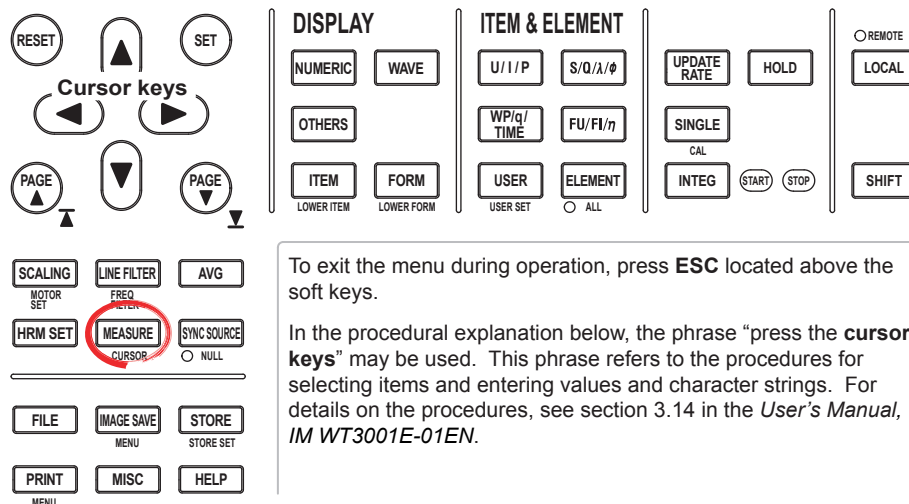 RESET
SET
Cursor keys
PAGE
PAGE
DISPLAY
NUMERIC
WAVE
OTHERS
ITEM
FORM
LOWER ITEM
LOWER FORM
ITEM & ELEMENT
U / I / P
S/Q/λ/ø
WP/q/
TIME
FU/FI/η
USER
ELEMENT
USER SET
ALL
UPDATE
RATE
HOLD
SINGLE
CAL
INTEG
START
STOP
REMOTE
LOCAL
SHIFT
SCALING
LINE FILTER
AVG
MOTOR
SET
FREQ
FILTER
HRM SET
MEASURE
SYNC SOURCE
CURSOR
NULL
FILE
IMAGE SAVE
STORE
MENU
STORE SET
PRINT
MISC
HELP
MENU
To exit the menu during operation, press ESC located above the
soft keys.
In the procedural explanation below, the phrase “press the cursor
keys” may be used. This phrase refers to the procedures for
selecting items and entering values and character strings. For
details on the procedures, see section 3.14 in the User’s Manual,
IM WT3001E-01EN.